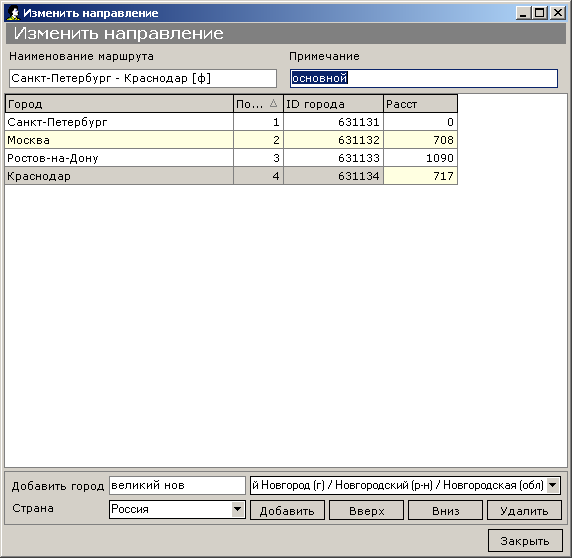 Изменить направление
Изменить направление
Наименование маршрута Примечание
Санкт-Петербург - Краснодар [ф] основной
Город По... ID города Расст
Санкт-Петербург 1 631131 0
Москва 2 631132 708
Ростов-на-Дону 3 631133 1090
Краснодар 4 631134 717
Добавить город великий нов й Новгород (г) / Новгородский (р-н) / Новгородская (обл)
Страна Россия Добавить Вверх Вниз Удалить
Закрыть